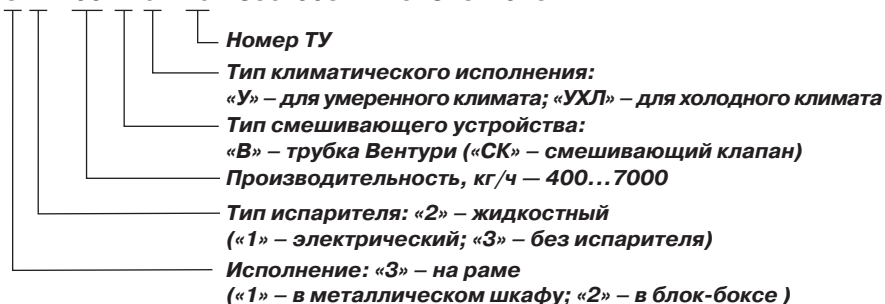 Номер ТУ
Тип климатического исполнения:
«У» – для умеренного климата; «УХЛ» – для холодного климата
Тип смешивающего устройства:
«В» – трубка Вентури («СК» – смешивающий клапан)
Производительность, кг/ч — 400...7000
Тип испарителя: «2» – жидкостный
(«1» – электрический; «3» – без испарителя)
Исполнение: «3» – на раме
(«1» – в металлическом шкафу; «2» – в блок-боксе )